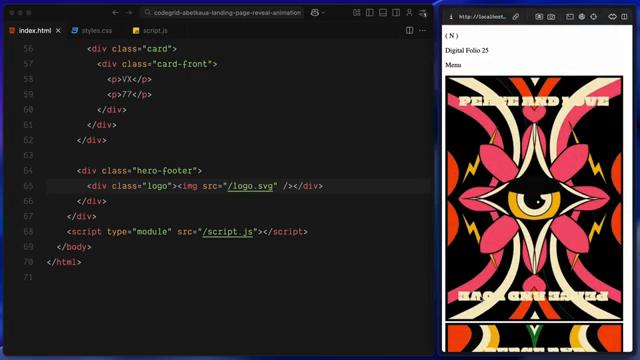 codegrid-abetkaua-landing-page-reveal-animation
index.html
styles.css
script.js
56 <div class="card">
57 <div class="card-front">
58 <p>VX</p>
59 <p>77</p>
60 </div>
61 </div>
62 </div>
63
64 <div class="hero-footer">
65 <div class="logo"><img src="/logo.svg" /></div>
66 </div>
67 </div>
68 <script type="module" src="/script.js"></script>
69 </body>
70 </html>
71
http://localhost...
( N )
Digital Folio 25
Menu
PEACE AND LOVE
PEACE AND LOVE